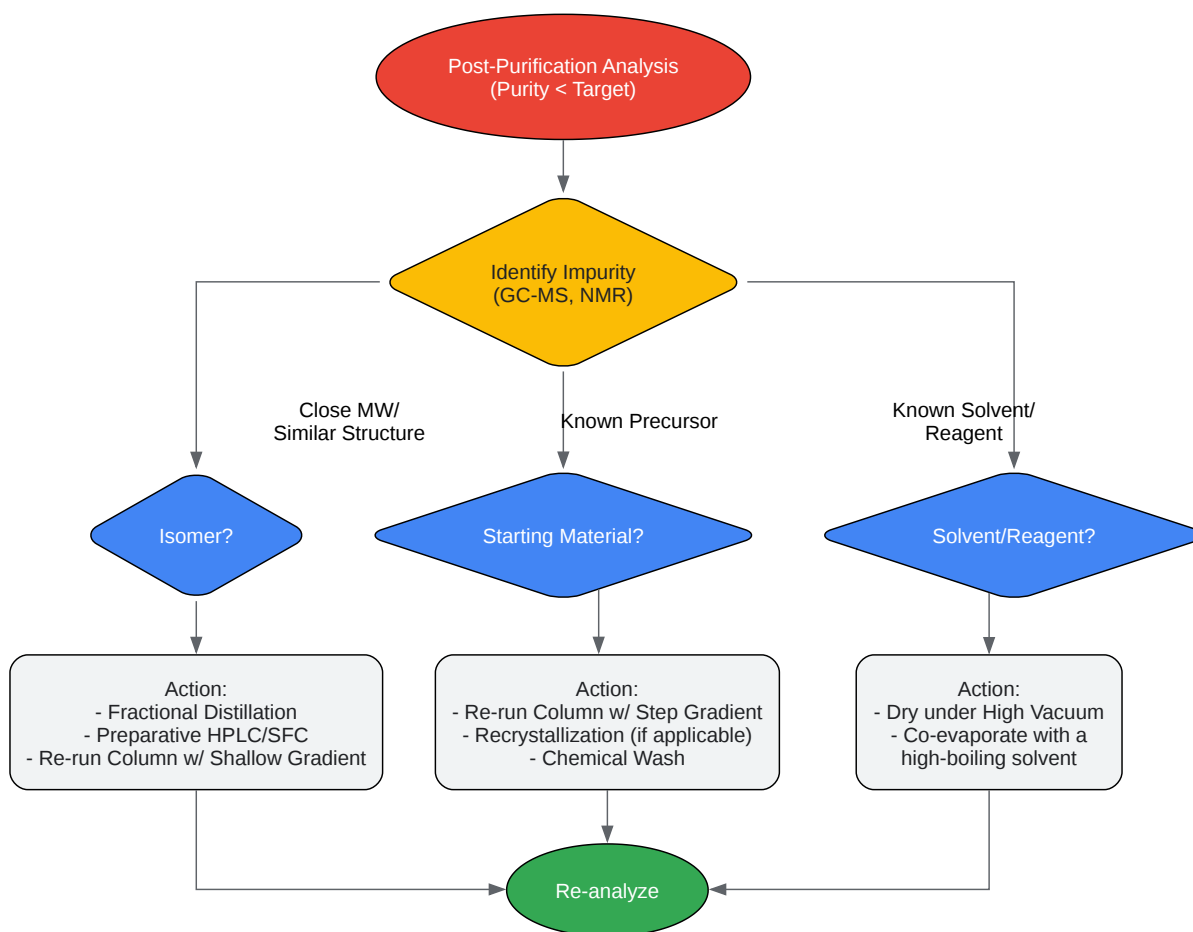 Post-Purification Analysis
(Purity < Target)
Identify Impurity
(GC-MS, NMR)
Close MW/
Similar Structure
Known Precursor
Known Solvent/
Reagent
Isomer?
Starting Material?
Solvent/Reagent?
Action:
- Fractional Distillation
- Preparative HPLC/SFC
- Re-run Column w/ Shallow Gradient
Action:
- Re-run Column w/ Step Gradient
- Recrystallization (if applicable)
- Chemical Wash
Action:
- Dry under High Vacuum
- Co-evaporate with a
high-boiling solvent
Re-analyze